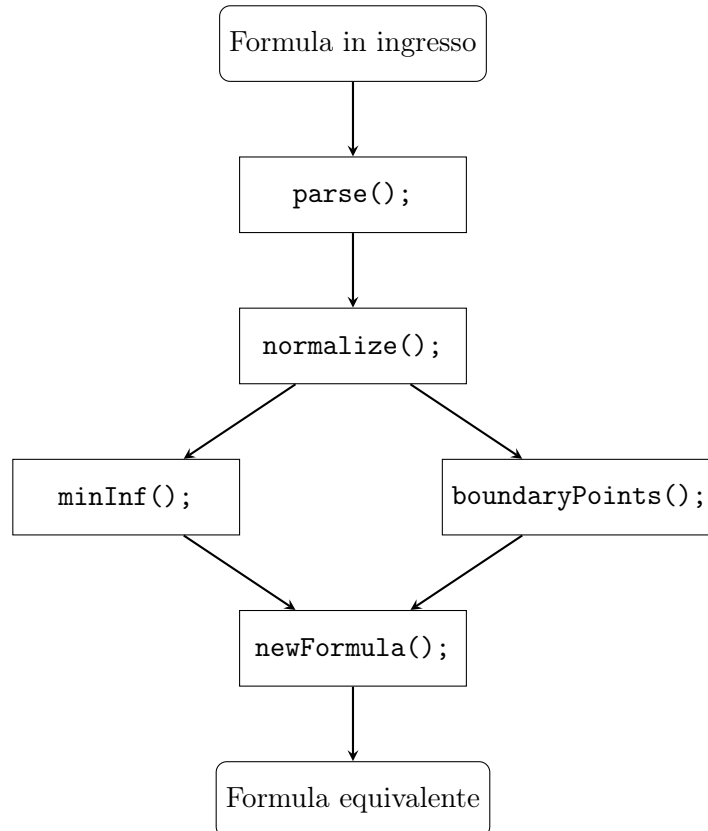 Formula in ingresso
parse();
normalize();
minInf();
boundaryPoints();
newFormula();
Formula equivalente